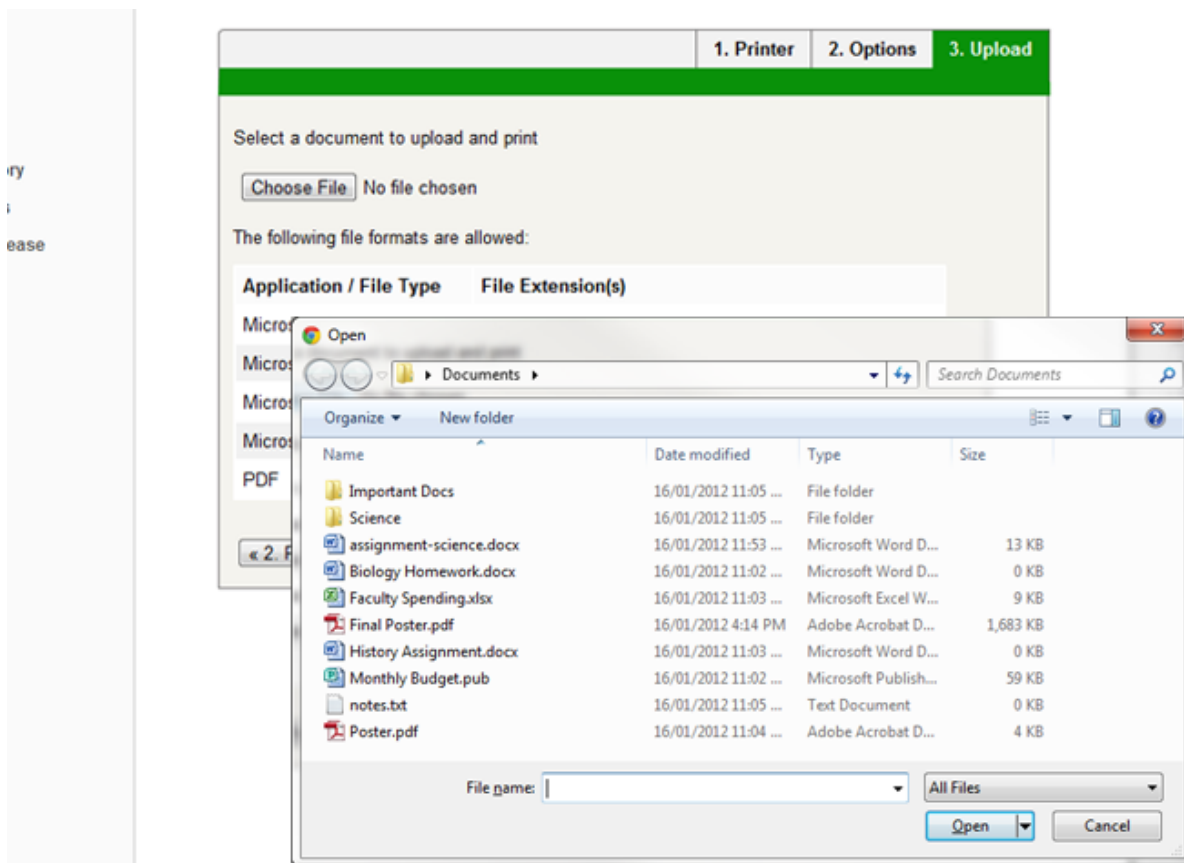 1. Printer 2. Options 3. Upload
Select a document to upload and print
ory
s
ease
Choose File No file chosen
The following file formats are allowed:
Application / File Type File Extension(s)
Micros
Micros
Micros
Micros
PDF
« 2. P
Open
Documents
Search Documents
Organize New folder
Name Date modified Type Size
Important Docs 16/01/2012 11:05 ... File folder
Science 16/01/2012 11:05 ... File folder
assignment-science.docx 16/01/2012 11:53 ... Microsoft Word D... 13 KB
Biology Homework.docx 16/01/2012 11:02 ... Microsoft Word D... 0 KB
Faculty Spending.xlsx 16/01/2012 11:03 ... Microsoft Excel W... 9 KB
Final Poster.pdf 16/01/2012 4:14 PM Adobe Acrobat D... 1,683 KB
History Assignment.docx 16/01/2012 11:03 ... Microsoft Word D... 0 KB
Monthly Budget.pub 16/01/2012 11:02 ... Microsoft Publish... 59 KB
notes.txt 16/01/2012 11:05 ... Text Document 0 KB
Poster.pdf 16/01/2012 11:04 ... Adobe Acrobat D... 4 KB
File name: All Files
Open Cancel